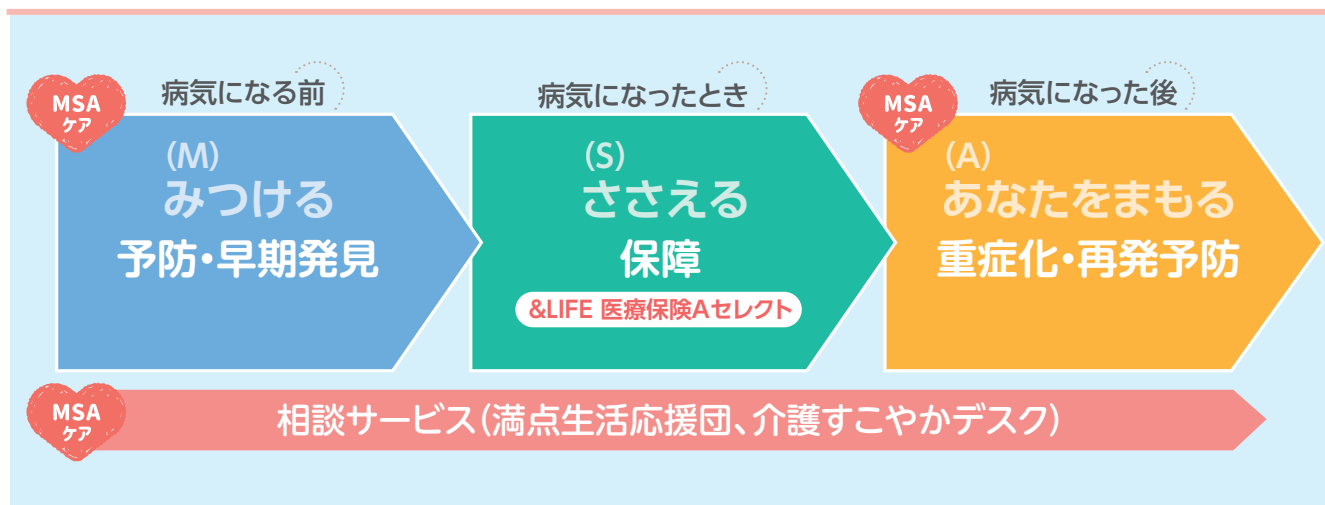 MSA
ケア
病気になる前
(M)
みつける
予防・早期発見
病気になったとき
(S)
ささえる
保障
&LIFE 医療保険Aセレクト
MSA
ケア
病気になった後
(A)
あなたをまもる
重症化・再発予防
MSA
ケア
相談サービス(満点生活応援団、介護すこやかデスク)